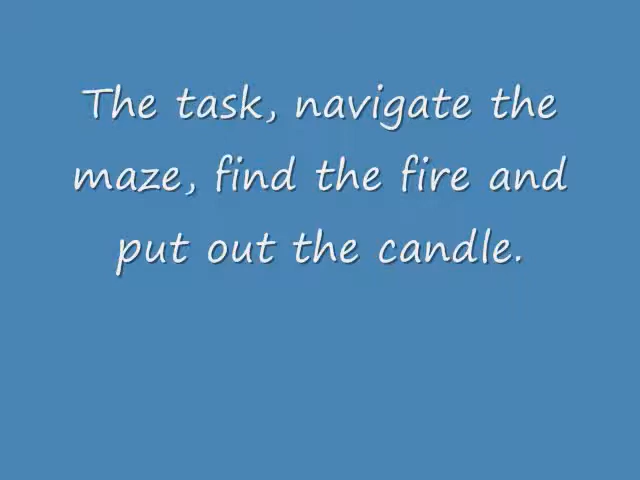 The task, navigate the
maze, find the fire and
put out the candle.